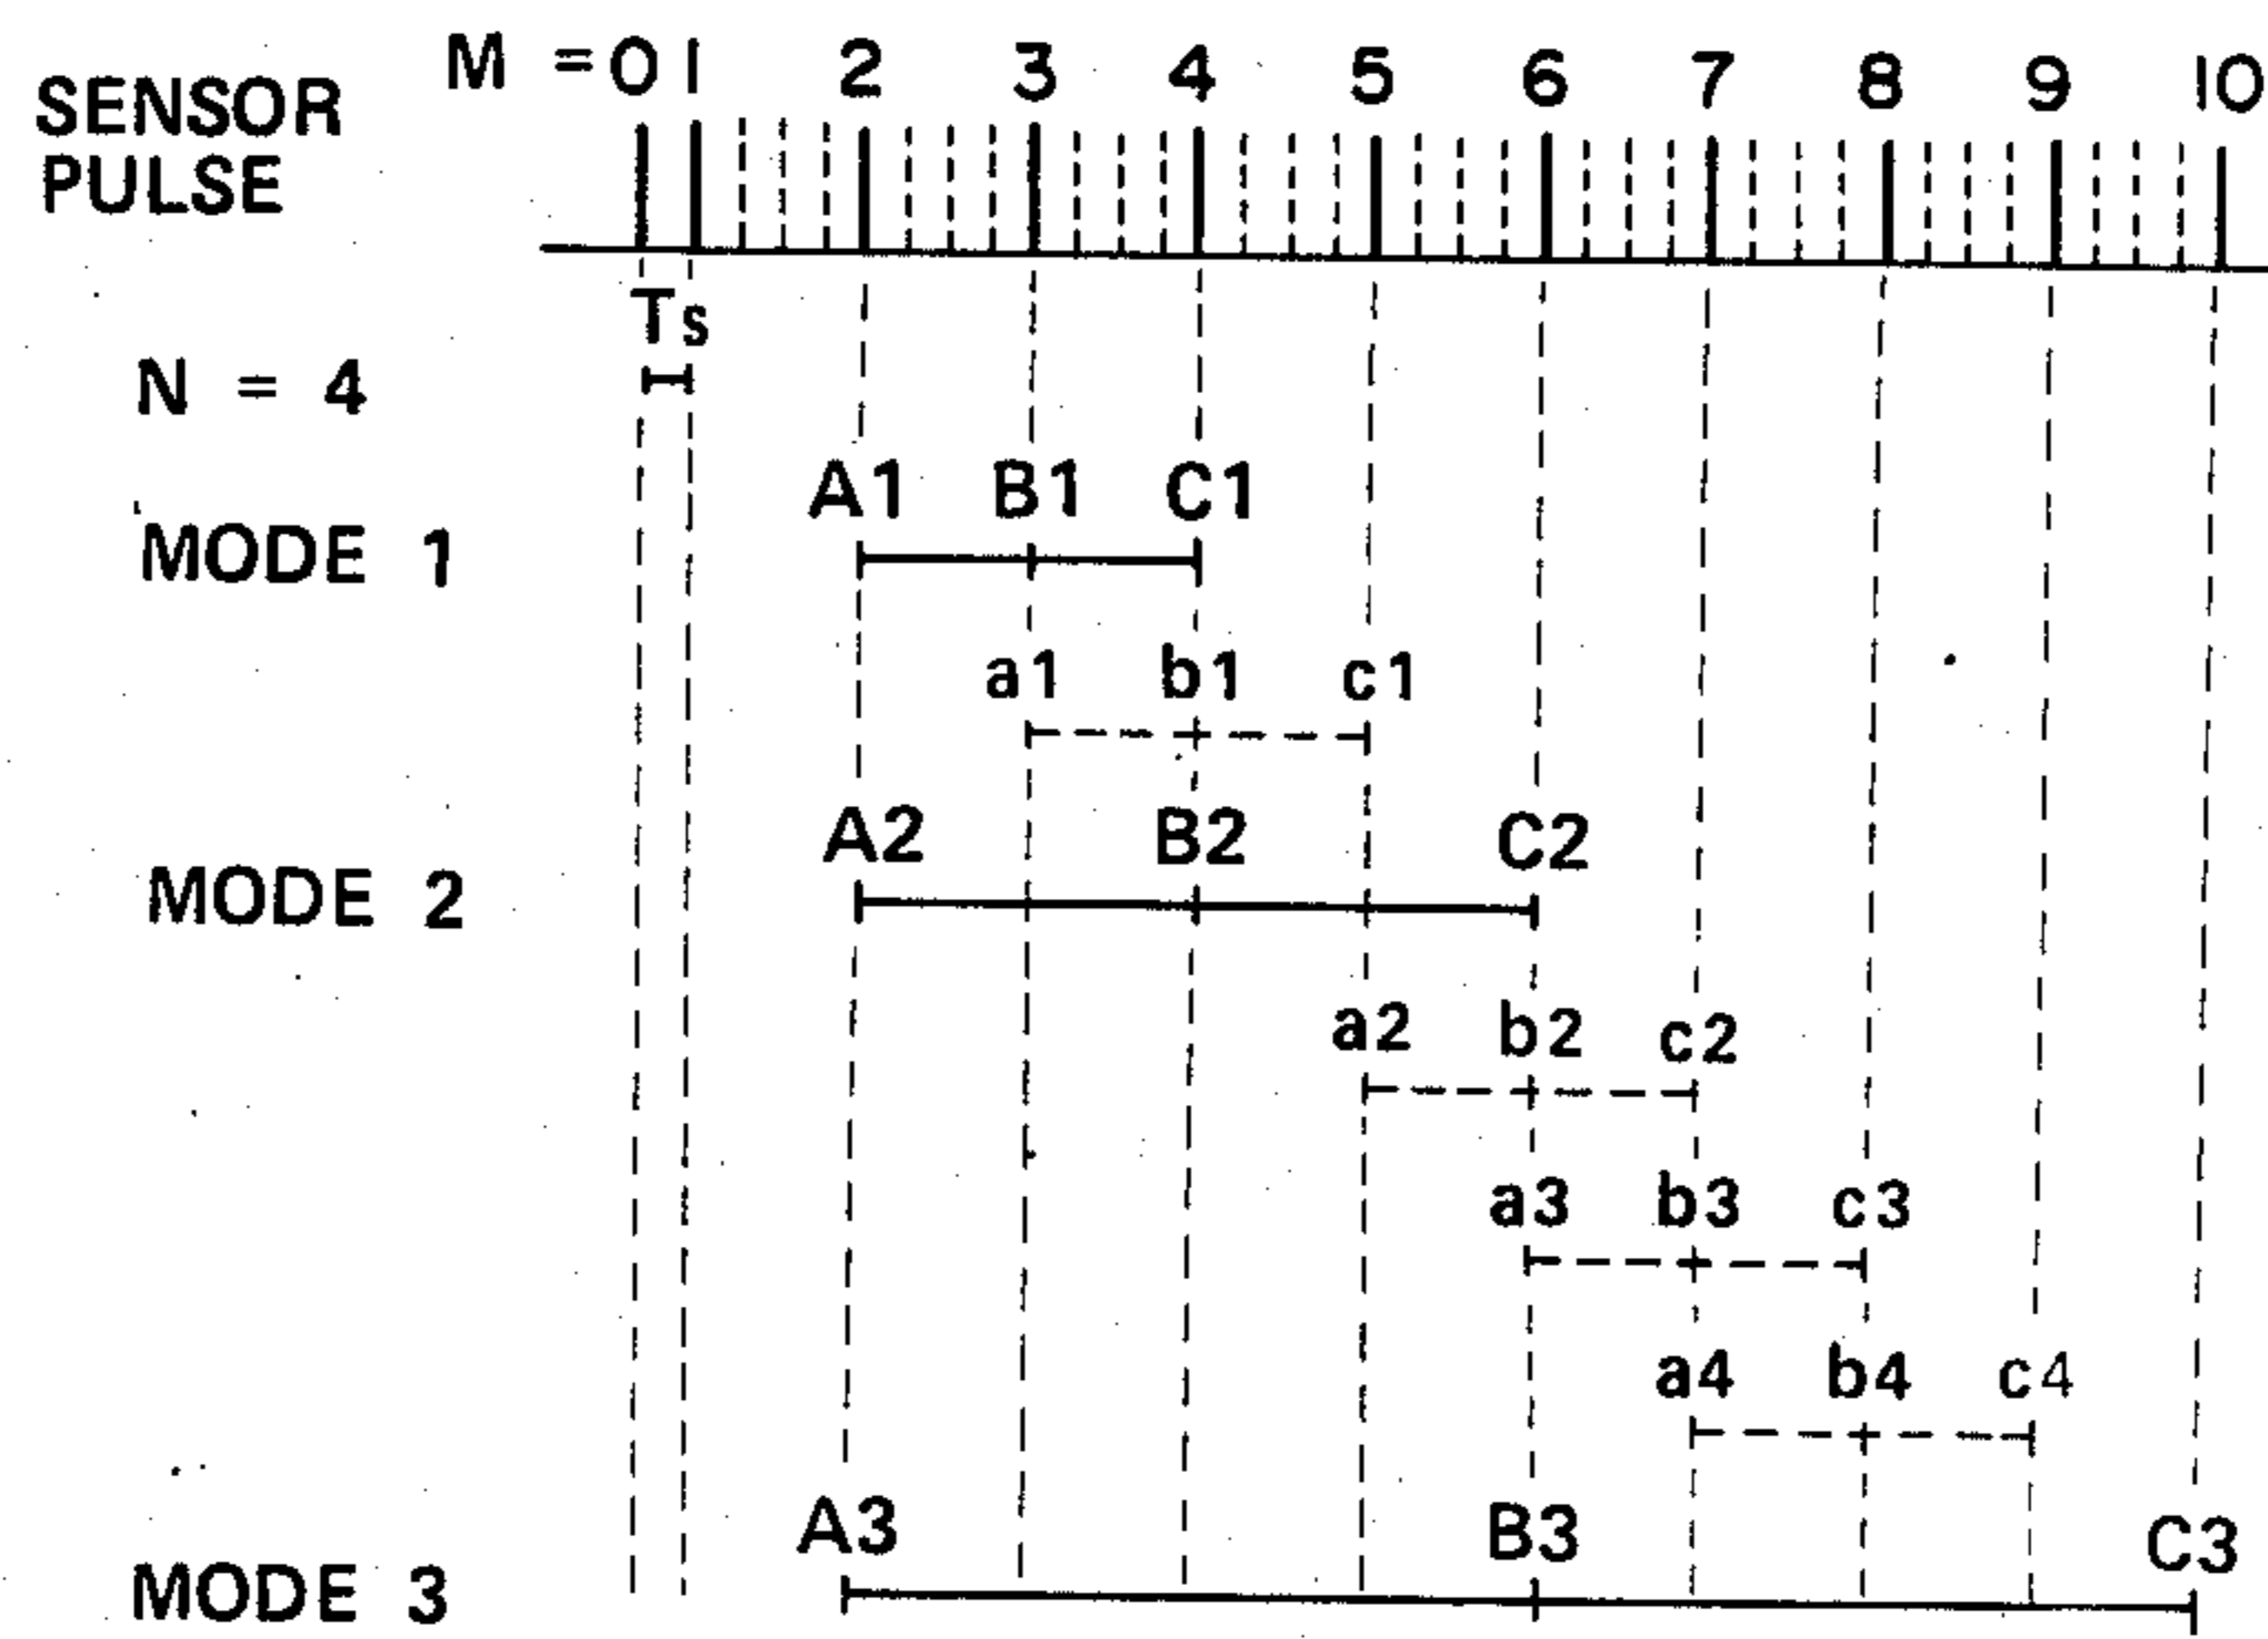 M = 0 1 2 3 4 5 6 7 8 9 10
SENSOR
PULSE
Ts
N = 4
A1 B1 C1
MODE 1
a1 b1 c1
A2 B2 C2
MODE 2
a2 b2 c2
a3 b3 c3
a4 b4 c4
A3 B3 C3
MODE 3